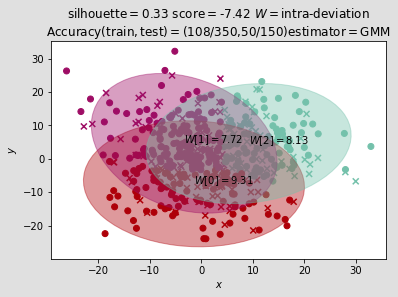 silhouette = 0.33 score = -7.42 W = intra-deviation
Accuracy(train, test) = (108/350,50/150)estimator = GMM
30
20
10
0
−10
−20
y
W[1] = 7.72
W[2] = 8.13
W[0] = 9.31
−20 −10 0 10 20 30
x